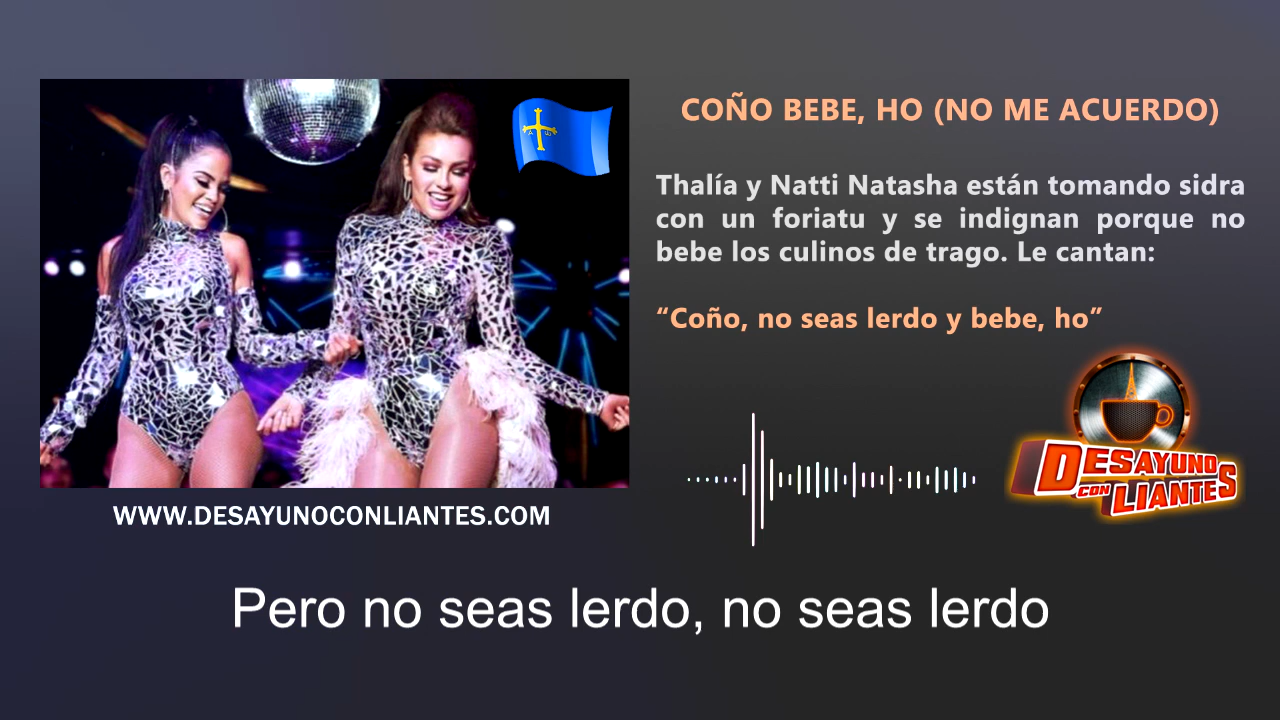 COÑO BEBE, HO (NO ME ACUERDO)
Thalía y Natti Natasha están tomando sidra
con un foriatu y se indignan porque no
bebe los culinos de trago. Le cantan:
“Coño, no seas lerdo y bebe, ho”
DESAYUNO
CON LIANTES
WWW.DESAYUNOCONLIANTES.COM
Pero no seas lerdo, no seas lerdo